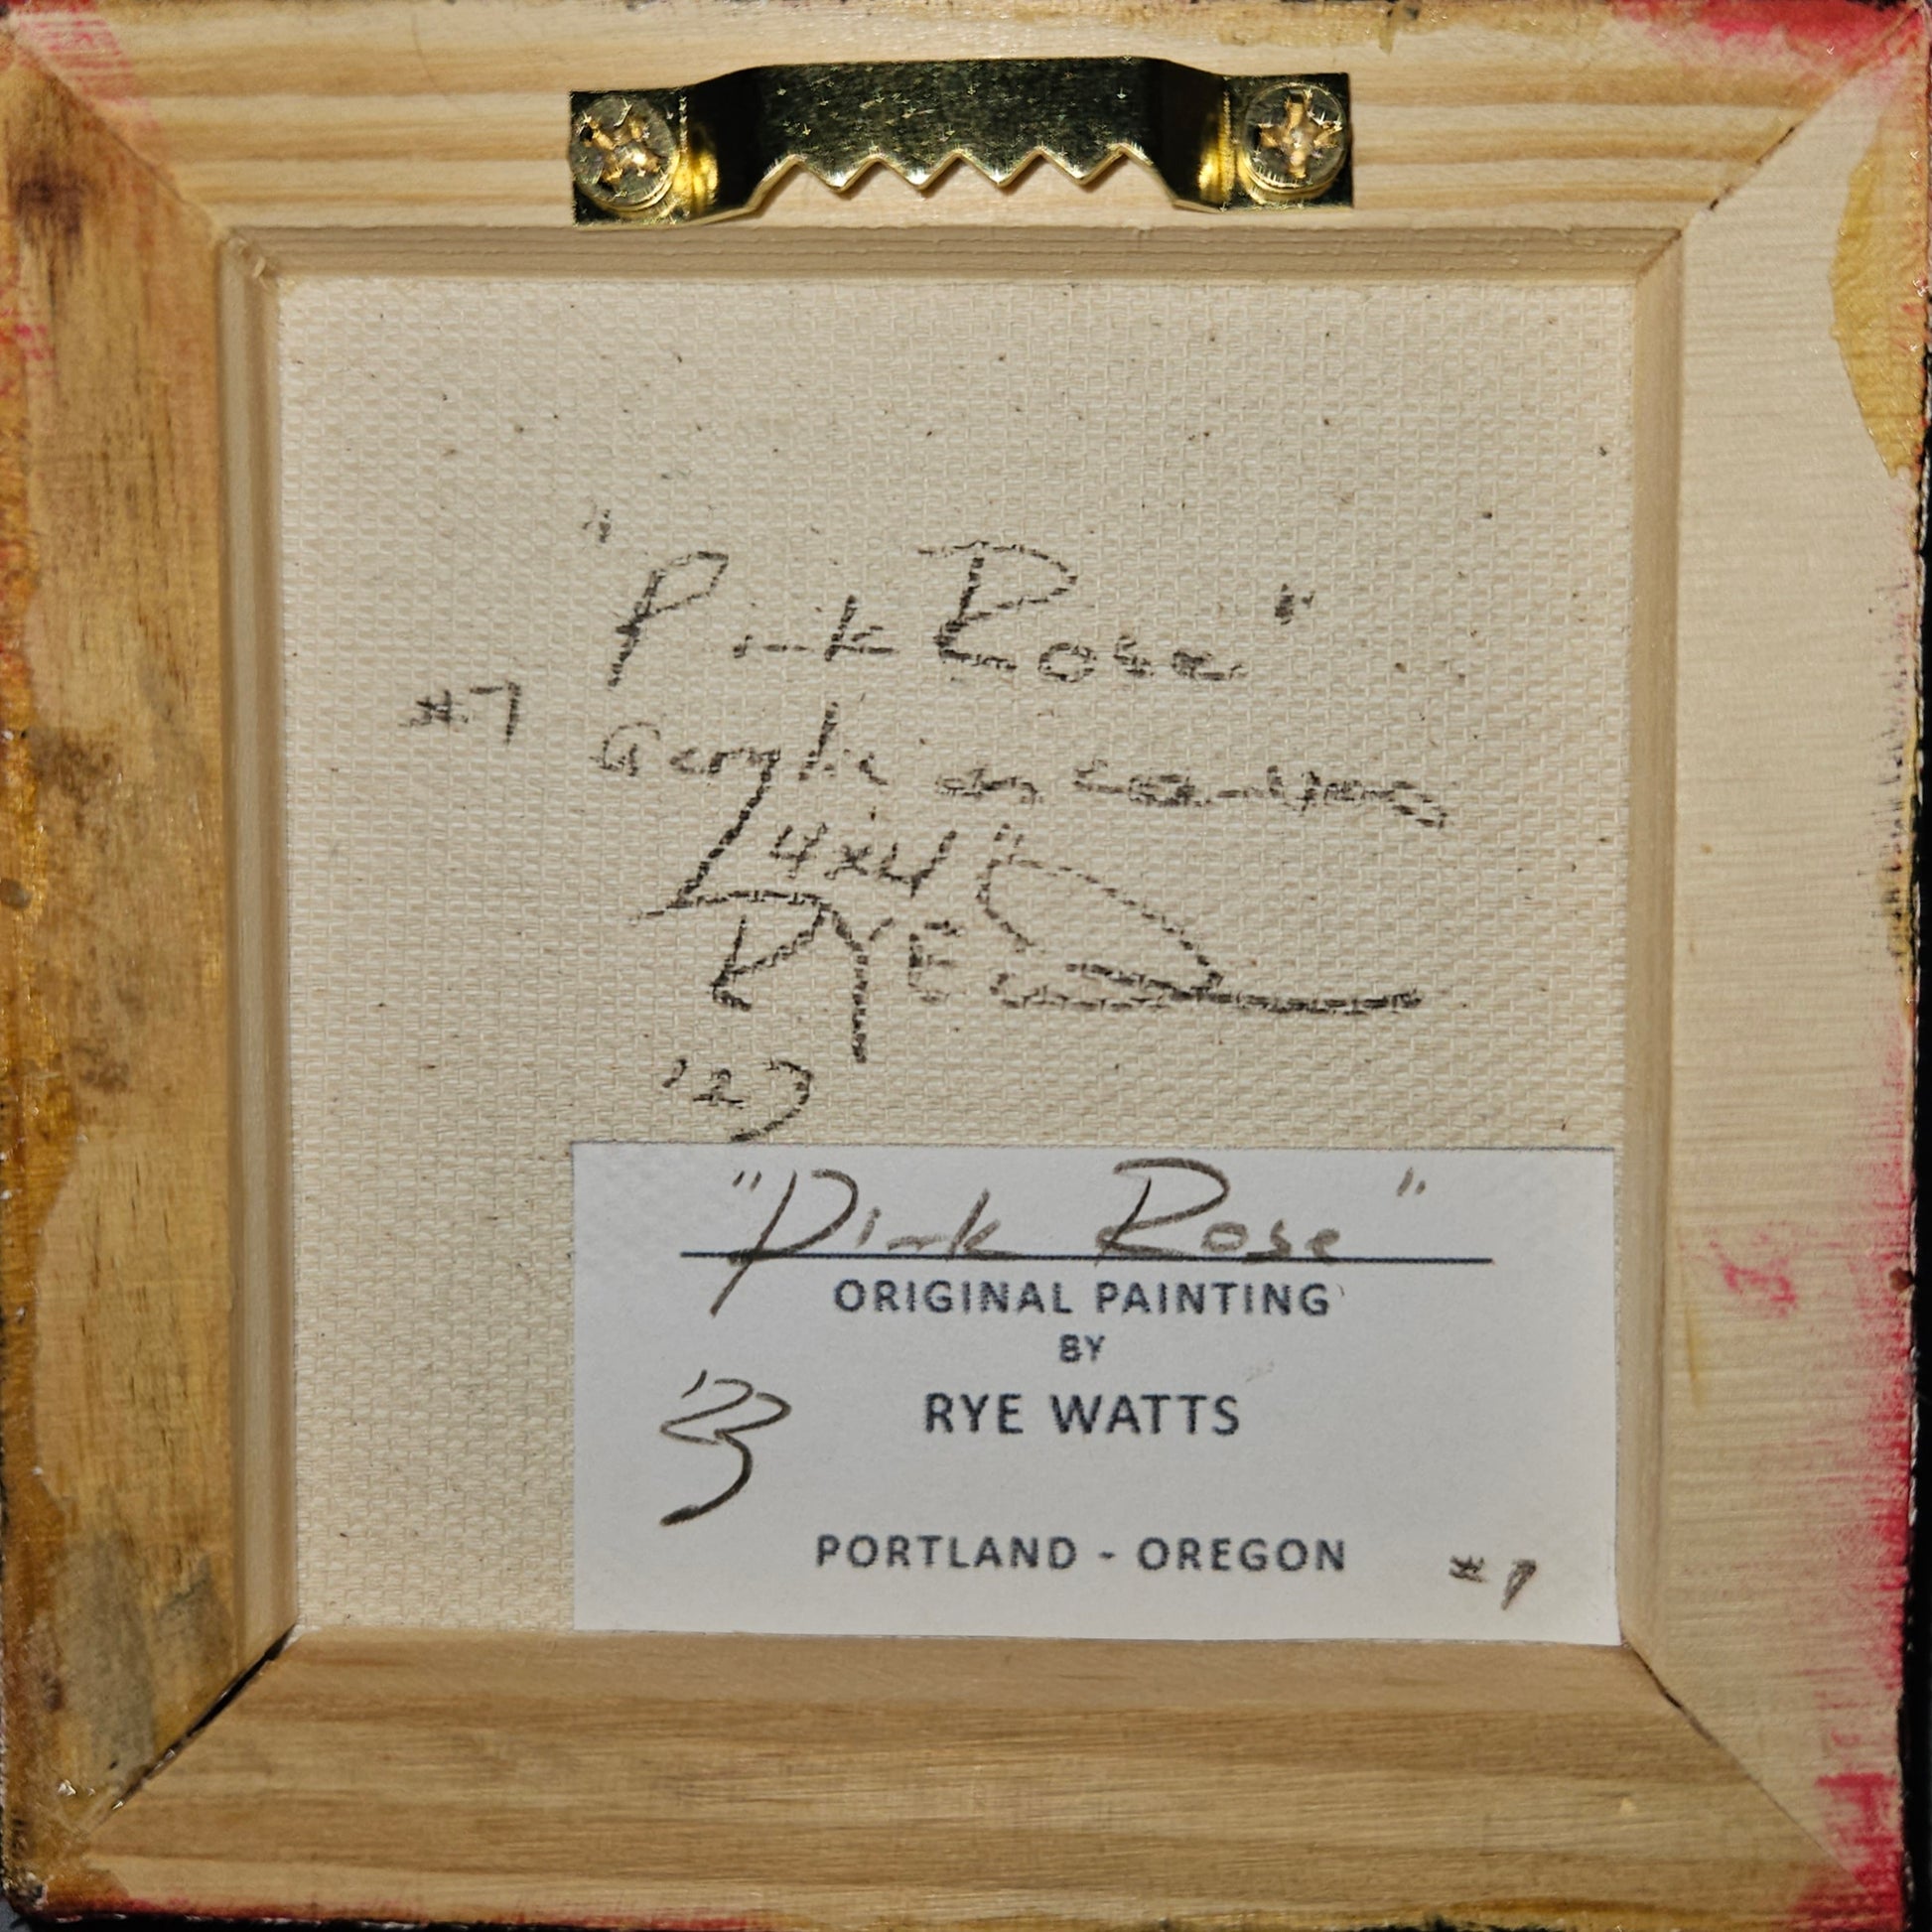 "Pink Rose"
#7
Acrylic on canvas
4x4"
RYE
'23
"Pink Rose"
ORIGINAL PAINTING
BY
RYE WATTS
'23
PORTLAND - OREGON
#7